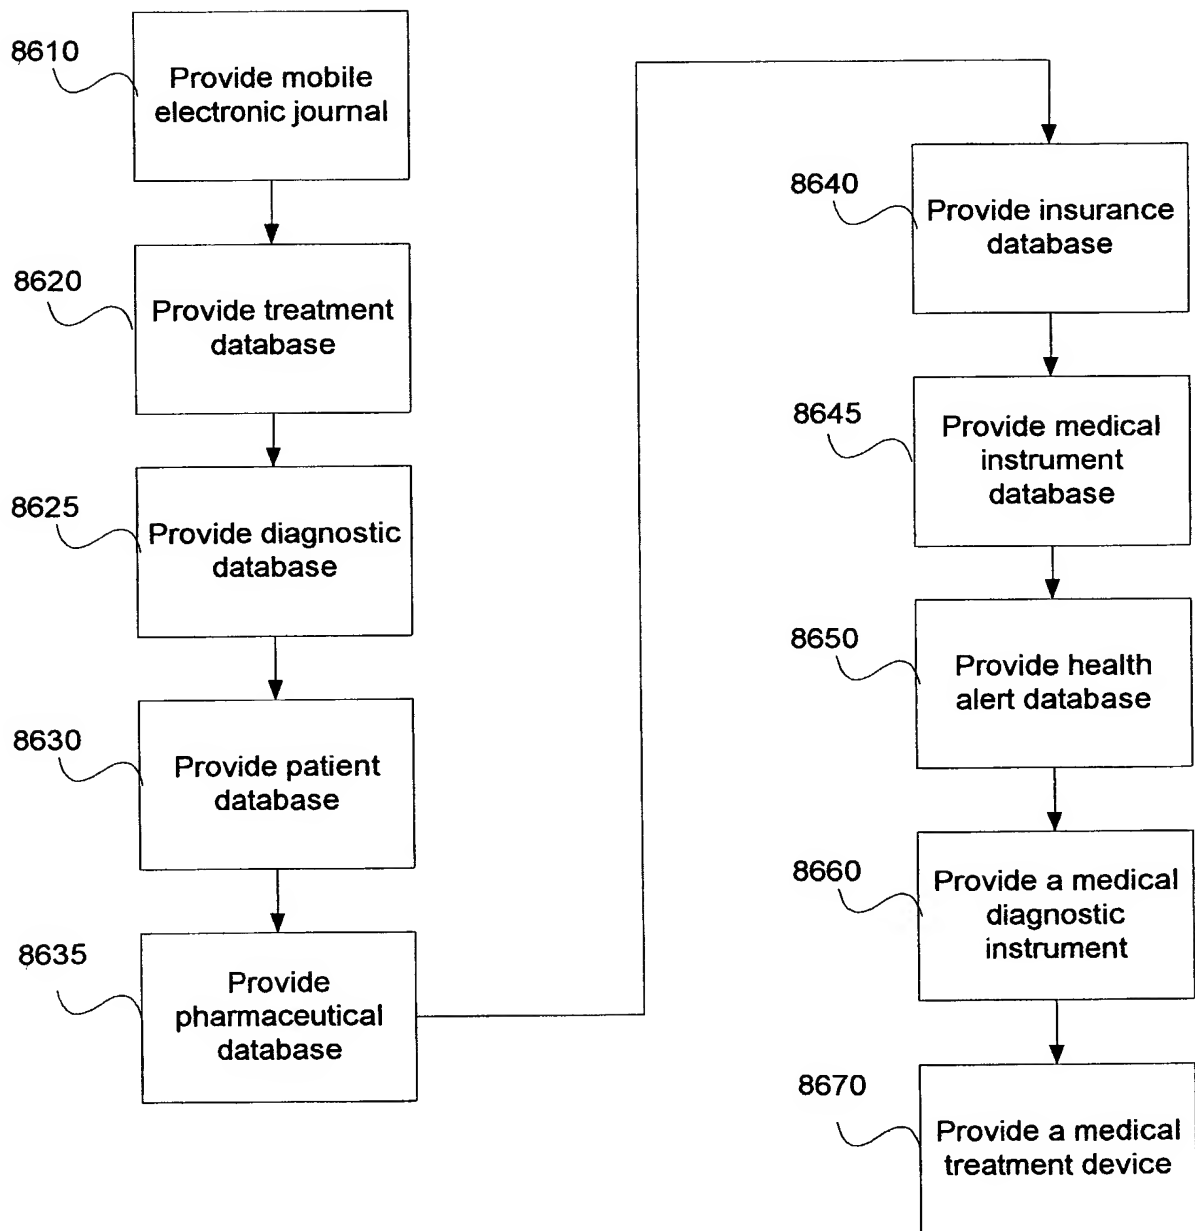 8610
Provide mobile
electronic journal
8620
Provide treatment
database
8625
Provide diagnostic
database
8630
Provide patient
database
8635
Provide
pharmaceutical
database
8640
Provide insurance
database
8645
Provide medical
instrument
database
8650
Provide health
alert database
8660
Provide a medical
diagnostic
instrument
8670
Provide a medical
treatment device